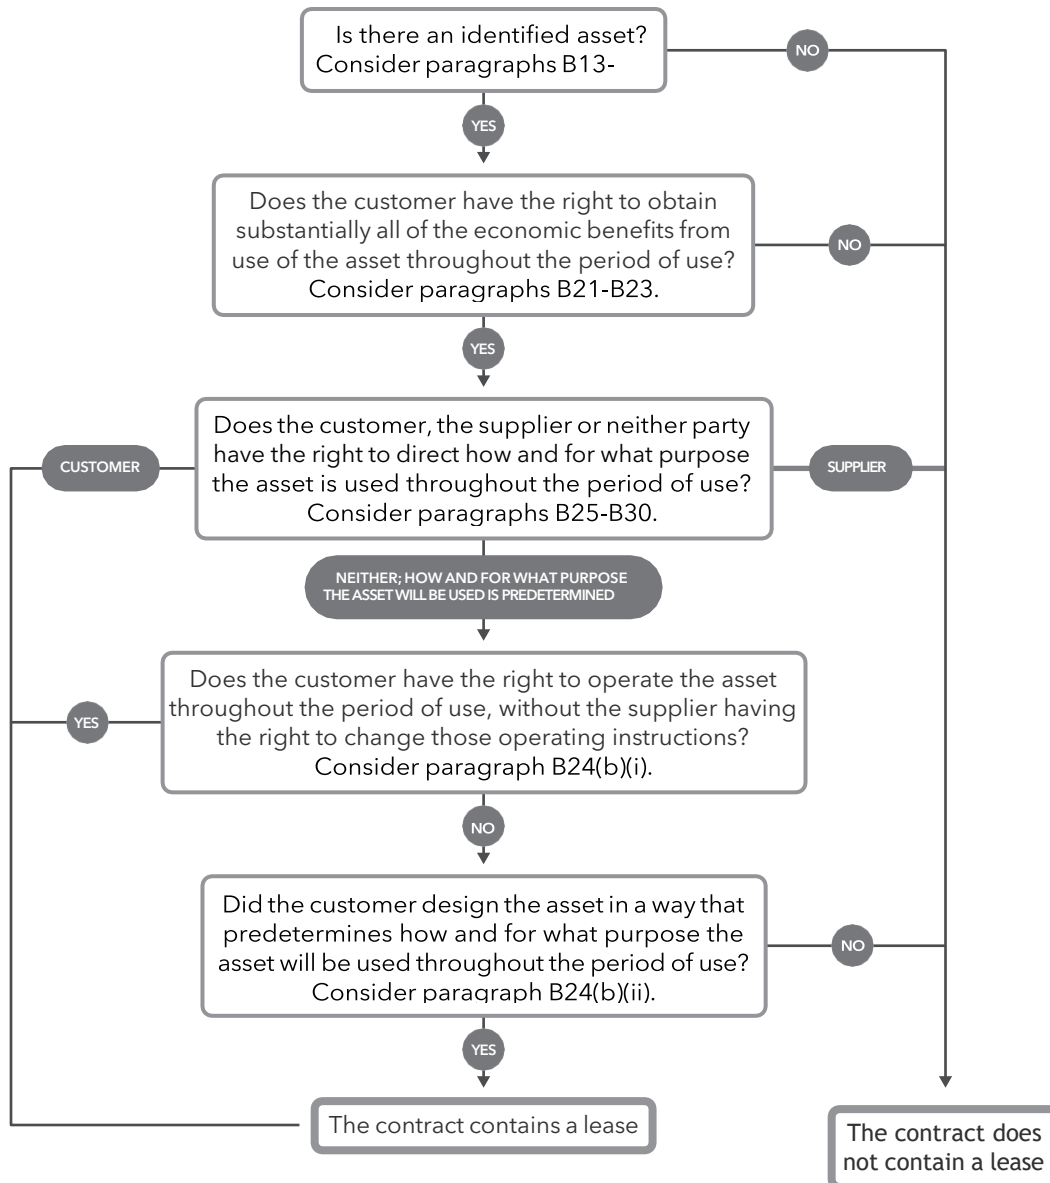 Is there an identified asset?
Consider paragraphs B13-
NO
YES
Does the customer have the right to obtain
substantially all of the economic benefits from
use of the asset throughout the period of use?
Consider paragraphs B21-B23.
NO
YES
Does the customer, the supplier or neither party
have the right to direct how and for what purpose
the asset is used throughout the period of use?
Consider paragraphs B25-B30.
CUSTOMER
SUPPLIER
NEITHER; HOW AND FOR WHAT PURPOSE
THE ASSET WILL BE USED IS PREDETERMINED
Does the customer have the right to operate the asset
throughout the period of use, without the supplier having
the right to change those operating instructions?
Consider paragraph B24(b)(i).
YES
NO
Did the customer design the asset in a way that
predetermines how and for what purpose the
asset will be used throughout the period of use?
Consider paragraph B24(b)(ii).
NO
YES
The contract contains a lease
The contract does
not contain a lease